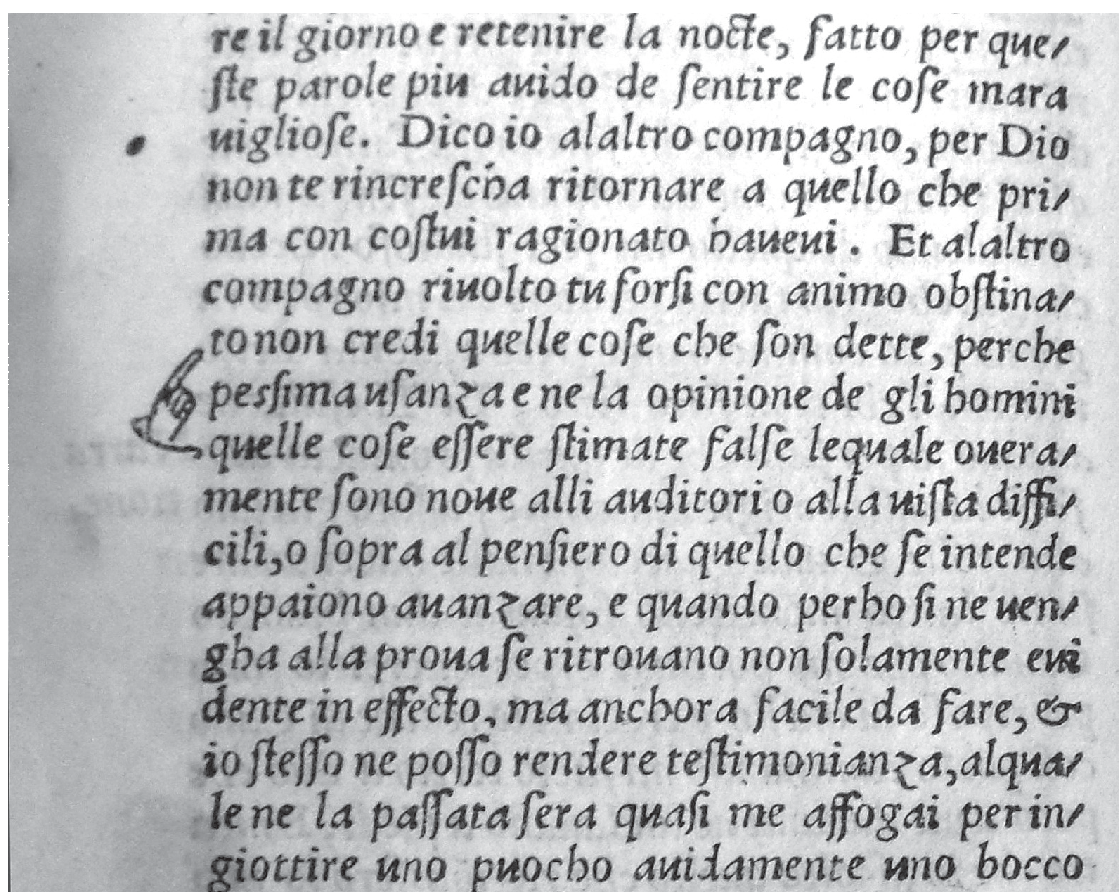 re il giorno e retenire la nocte, fatto per que/
ſte parole piu auido de ſentire le coſe mara
uiglioſe. Dico io alaltro compagno, per Dio
non te rincreſcha ritornare a quello che pri/
ma con coſtui ragionato haueui. Et alaltro
compagno riuolto tu forſi con animo obſtina/
to non credi quelle coſe che ſon dette, perche
peſſima uſanza e ne la opinione de gli homini
quelle coſe eſſere ſtimate falſe lequale ouera/
mente ſono noue alli auditori o alla uiſta diffi/
cili, o ſopra al penſiero di quello che ſe intende
appaiono auanzare, e quando perho ſi ne uen/
gha alla proua ſe ritrouano non ſolamente eui
dente in effecto, ma anchora facile da fare, &
io ſteſſo ne poſſo rendere teſtimonianza, alqua/
le ne la paſſata ſera quaſi me affogai per in/
giottire uno puocho auidamente uno bocco